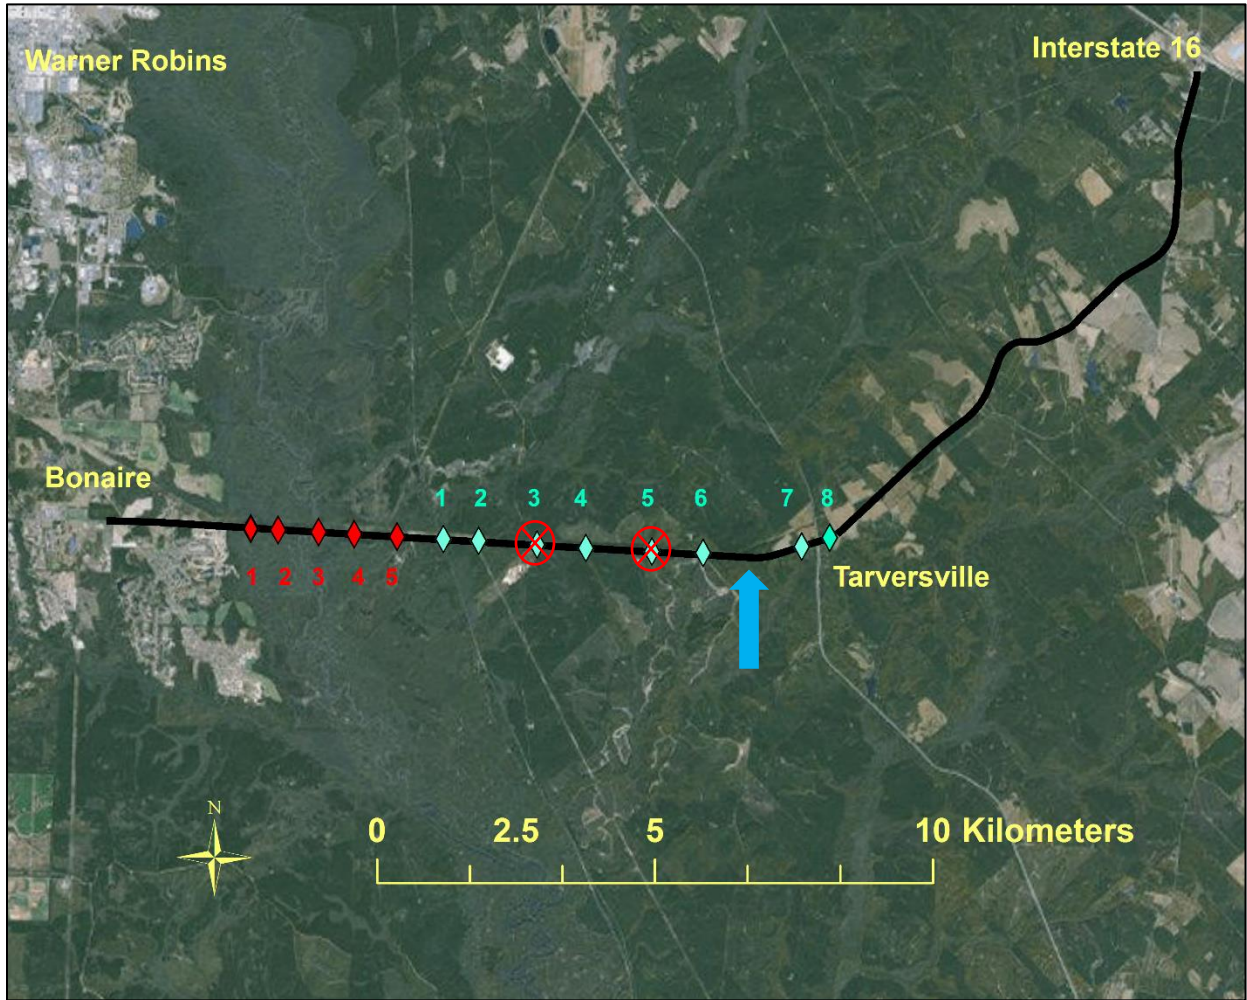 Warner Robins
Interstate 16
Bonaire
1 2 3 4 5 6 7 8
1 2 3 4 5
Tarversville
N
0 2.5 5 10 Kilometers